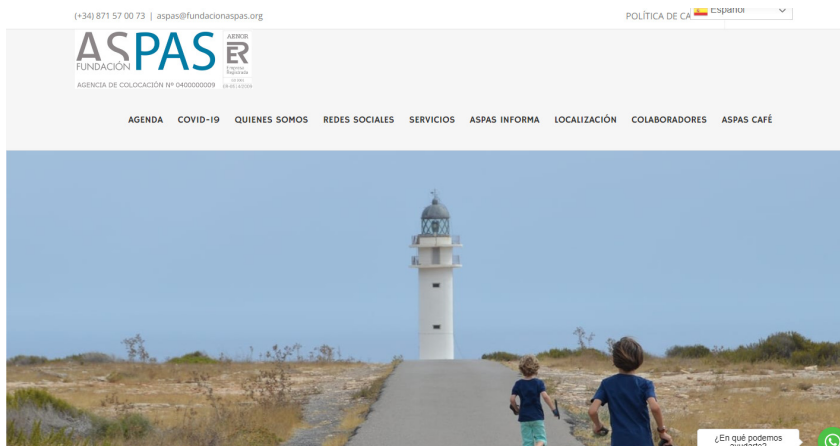 (+34) 871 57 00 73 | aspas@fundacionaspas.org
POLÍTICA DE CA
Español
ASPAS
FUNDACIÓN
AENOR
ER
Empresa
Registrada
AGENCIA DE COLOCACIÓN Nº 0400000009
AGENDA COVID-19 QUIENES SOMOS REDES SOCIALES SERVICIOS ASPAS INFORMA LOCALIZACIÓN COLABORADORES ASPAS CAFÉ
¿En qué podemos
ayudarte?